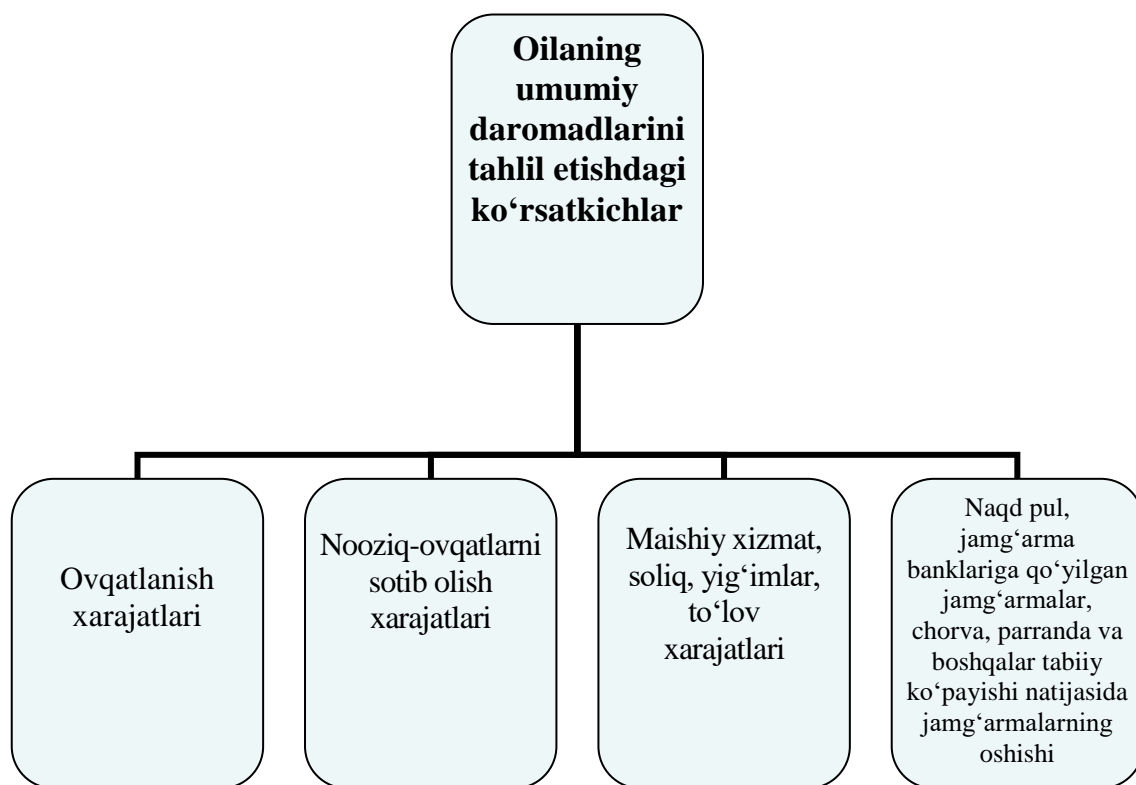 Oilaning
umumiy
daromadlarini
tahlil etishdagi
ko‘rsatkichlar
Ovqatlanish
xarajatlari
Nooziq-ovqatlarni
sotib olish
xarajatlari
Maishiy xizmat,
soliq, yig‘imlar,
to‘lov
xarajatlari
Naqd pul,
jamg‘arma
banklariga qo‘yilgan
jamg‘armalar,
chorva, parranda va
boshqalar tabiiy
ko‘payishi natijasida
jamg‘armalarning
oshishi